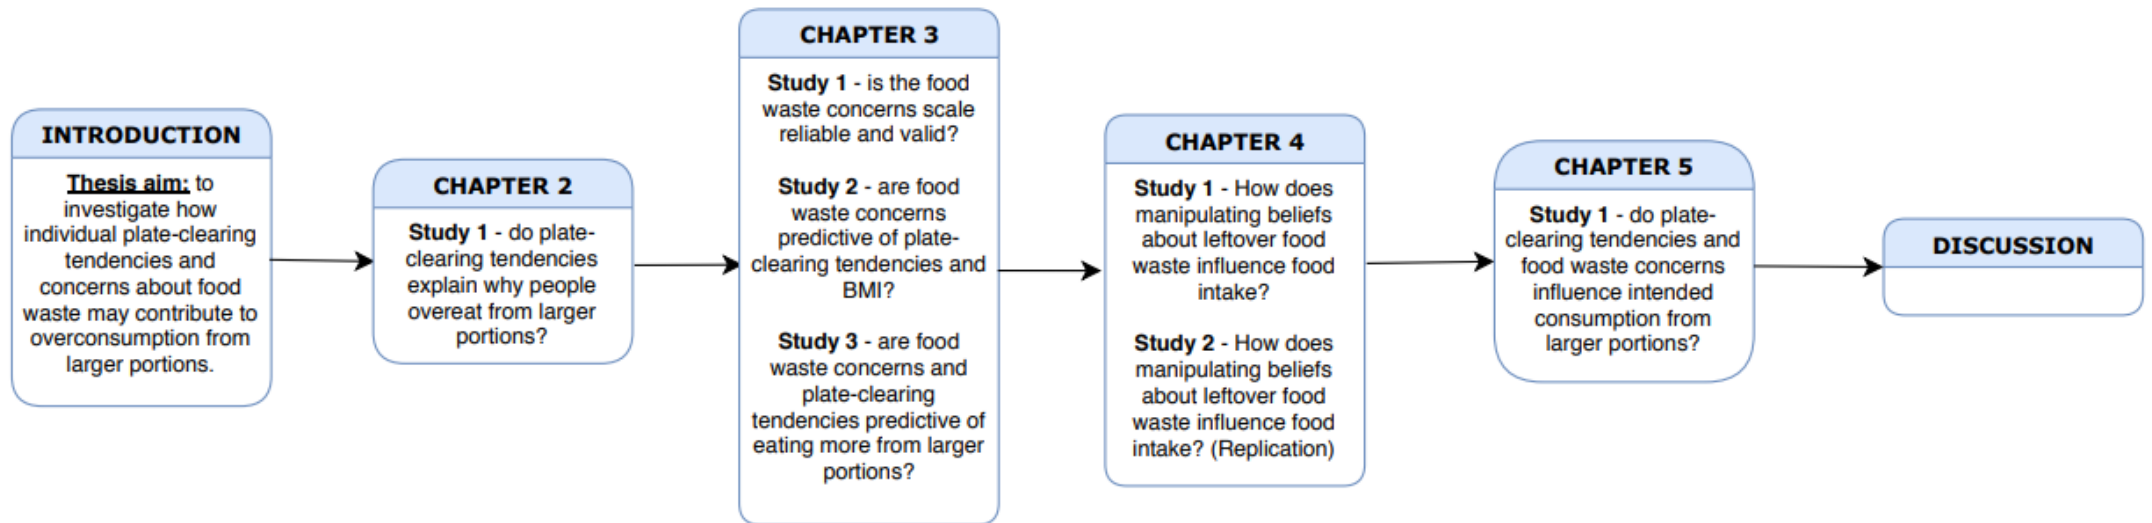 INTRODUCTION
Thesis aim: to
investigate how
individual plate-clearing
tendencies and
concerns about food
waste may contribute to
overconsumption from
larger portions.
CHAPTER 2
Study 1 - do plate-
clearing tendencies
explain why people
overeat from larger
portions?
CHAPTER 3
Study 1 - is the food
waste concerns scale
reliable and valid?
Study 2 - are food
waste concerns
predictive of plate-
clearing tendencies and
BMI?
Study 3 - are food
waste concerns and
plate-clearing
tendencies predictive of
eating more from larger
portions?
CHAPTER 4
Study 1 - How does
manipulating beliefs
about leftover food
waste influence food
intake?
Study 2 - How does
manipulating beliefs
about leftover food
waste influence food
intake? (Replication)
CHAPTER 5
Study 1 - do plate-
clearing tendencies and
food waste concerns
influence intended
consumption from
larger portions?
DISCUSSION